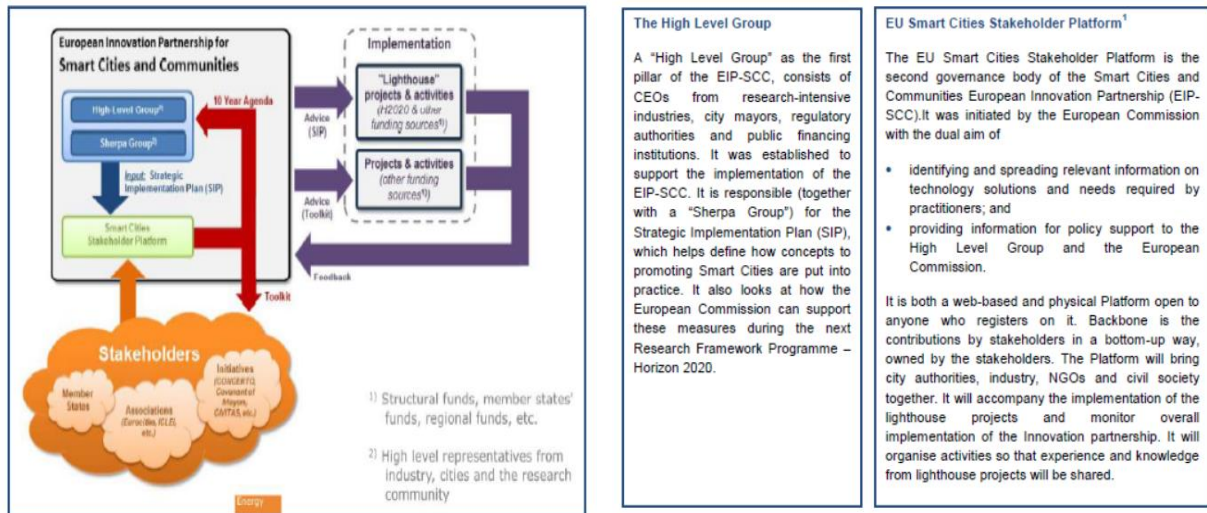 European Innovation Partnership for
Smart Cities and Communities
High-Level Group²⁾
Sherpa Group²⁾
10 Year Agenda
Input: Strategic
Implementation Plan (SIP)
Smart Cities
Stakeholder Platform
Advice
(SIP)
Advice
(Toolkit)
Implementation
"Lighthouse"
projects & activities
(H2020 & other
funding sources¹⁾)
Projects & activities
(other funding
sources¹⁾)
Feedback
Toolkit
Stakeholders
Member
States
Associations
(Eurocities, ICLEI,
etc.)
Initiatives
(CONCERTO,
Covenant of
Mayors,
CIVITAS, etc.)
1) Structural funds, member states'
funds, regional funds, etc.
2) High level representatives from
industry, cities and the research
community
Energy
The High Level Group
A “High Level Group” as the first
pillar of the EIP-SCC, consists of
CEOs from research-intensive
industries, city mayors, regulatory
authorities and public financing
institutions. It was established to
support the implementation of the
EIP-SCC. It is responsible (together
with a “Sherpa Group”) for the
Strategic Implementation Plan (SIP),
which helps define how concepts to
promoting Smart Cities are put into
practice. It also looks at how the
European Commission can support
these measures during the next
Research Framework Programme –
Horizon 2020.
EU Smart Cities Stakeholder Platform¹
The EU Smart Cities Stakeholder Platform is the
second governance body of the Smart Cities and
Communities European Innovation Partnership (EIP-
SCC).It was initiated by the European Commission
with the dual aim of
• identifying and spreading relevant information on
technology solutions and needs required by
practitioners; and
• providing information for policy support to the
High Level Group and the European
Commission.
It is both a web-based and physical Platform open to
anyone who registers on it. Backbone is the
contributions by stakeholders in a bottom-up way,
owned by the stakeholders. The Platform will bring
city authorities, industry, NGOs and civil society
together. It will accompany the implementation of the
lighthouse projects and monitor overall
implementation of the Innovation partnership. It will
organise activities so that experience and knowledge
from lighthouse projects will be shared.